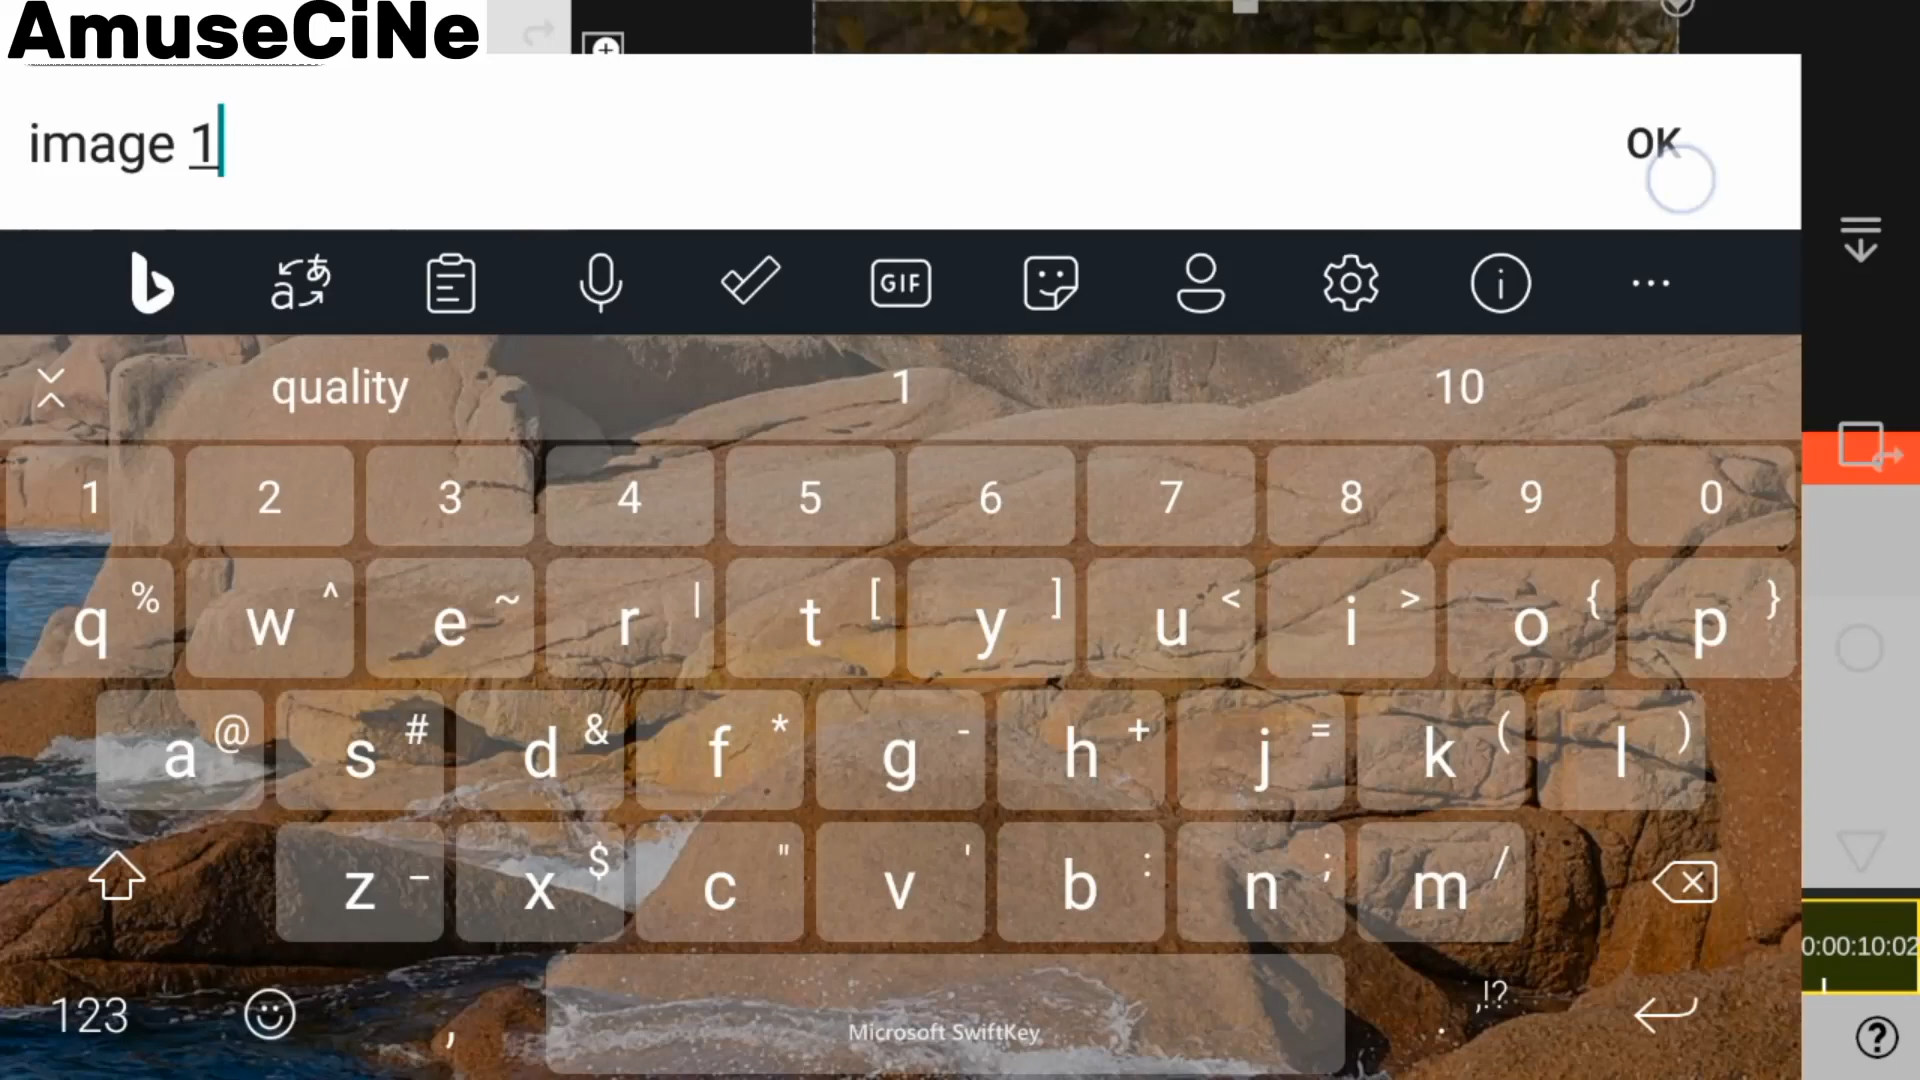 AmuseCiNe
image 1
OK
GIF
quality 1 10
1 2 3 4 5 6 7 8 9 0
q % w ^ e ~ r | t [ y ] u < i > o { p }
a @ s # d & f * g - h + j = k ( l )
z _ x $ c " v ' b : n ; m /
123 , Microsoft SwiftKey . ,!?
0:00:10:02
?